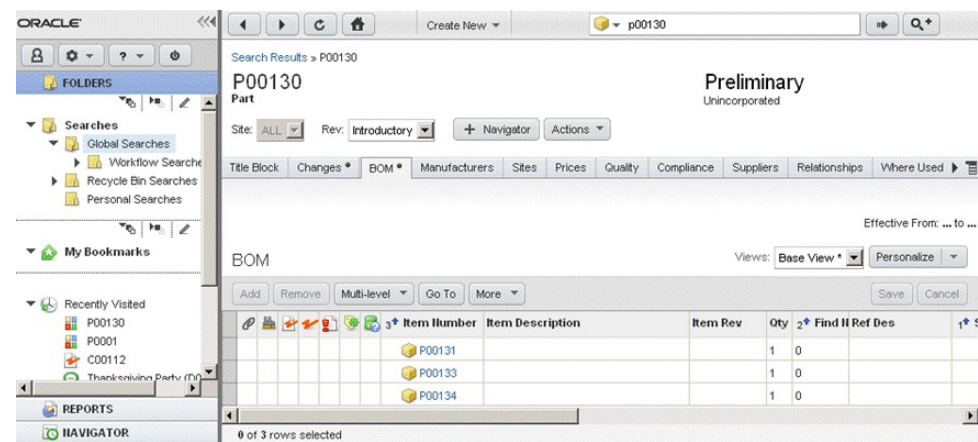 ORACLE
Create New
p00130
FOLDERS
Searches
Global Searches
Workflow Searche
Recycle Bin Searches
Personal Searches
My Bookmarks
Recently Visited
P00130
P0001
C00112
Thanksgiving Party (D0
REPORTS
NAVIGATOR
Search Results » P00130
P00130
Part
Preliminary
Unincorporated
Site: ALL
Rev: Introductory
+ Navigator
Actions
Title Block
Changes •
BOM •
Manufacturers
Sites
Prices
Quality
Compliance
Suppliers
Relationships
Where Used
Effective From: ... to ...
BOM
Views: Base View *
Personalize
Add
Remove
Multi-level
Go To
More
Save
Cancel
3 Item Number Item Description Item Rev Qty 2 Find N Ref Des 1 S
P00131 1 0
P00133 1 0
P00134 1 0
0 of 3 rows selected